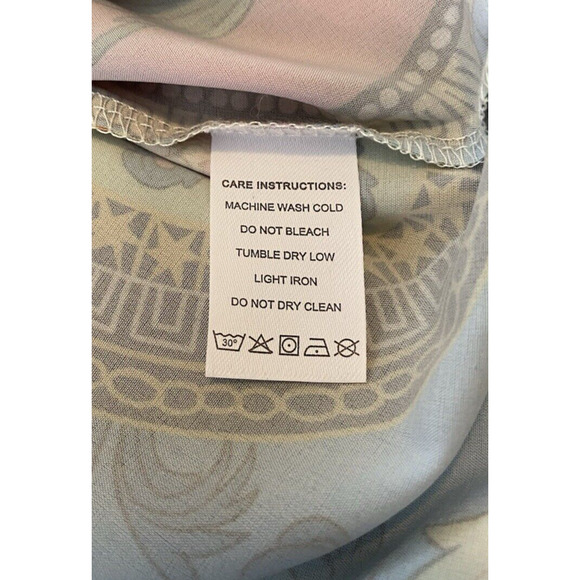 CARE INSTRUCTIONS:
MACHINE WASH COLD
DO NOT BLEACH
TUMBLE DRY LOW
LIGHT IRON
DO NOT DRY CLEAN
30°